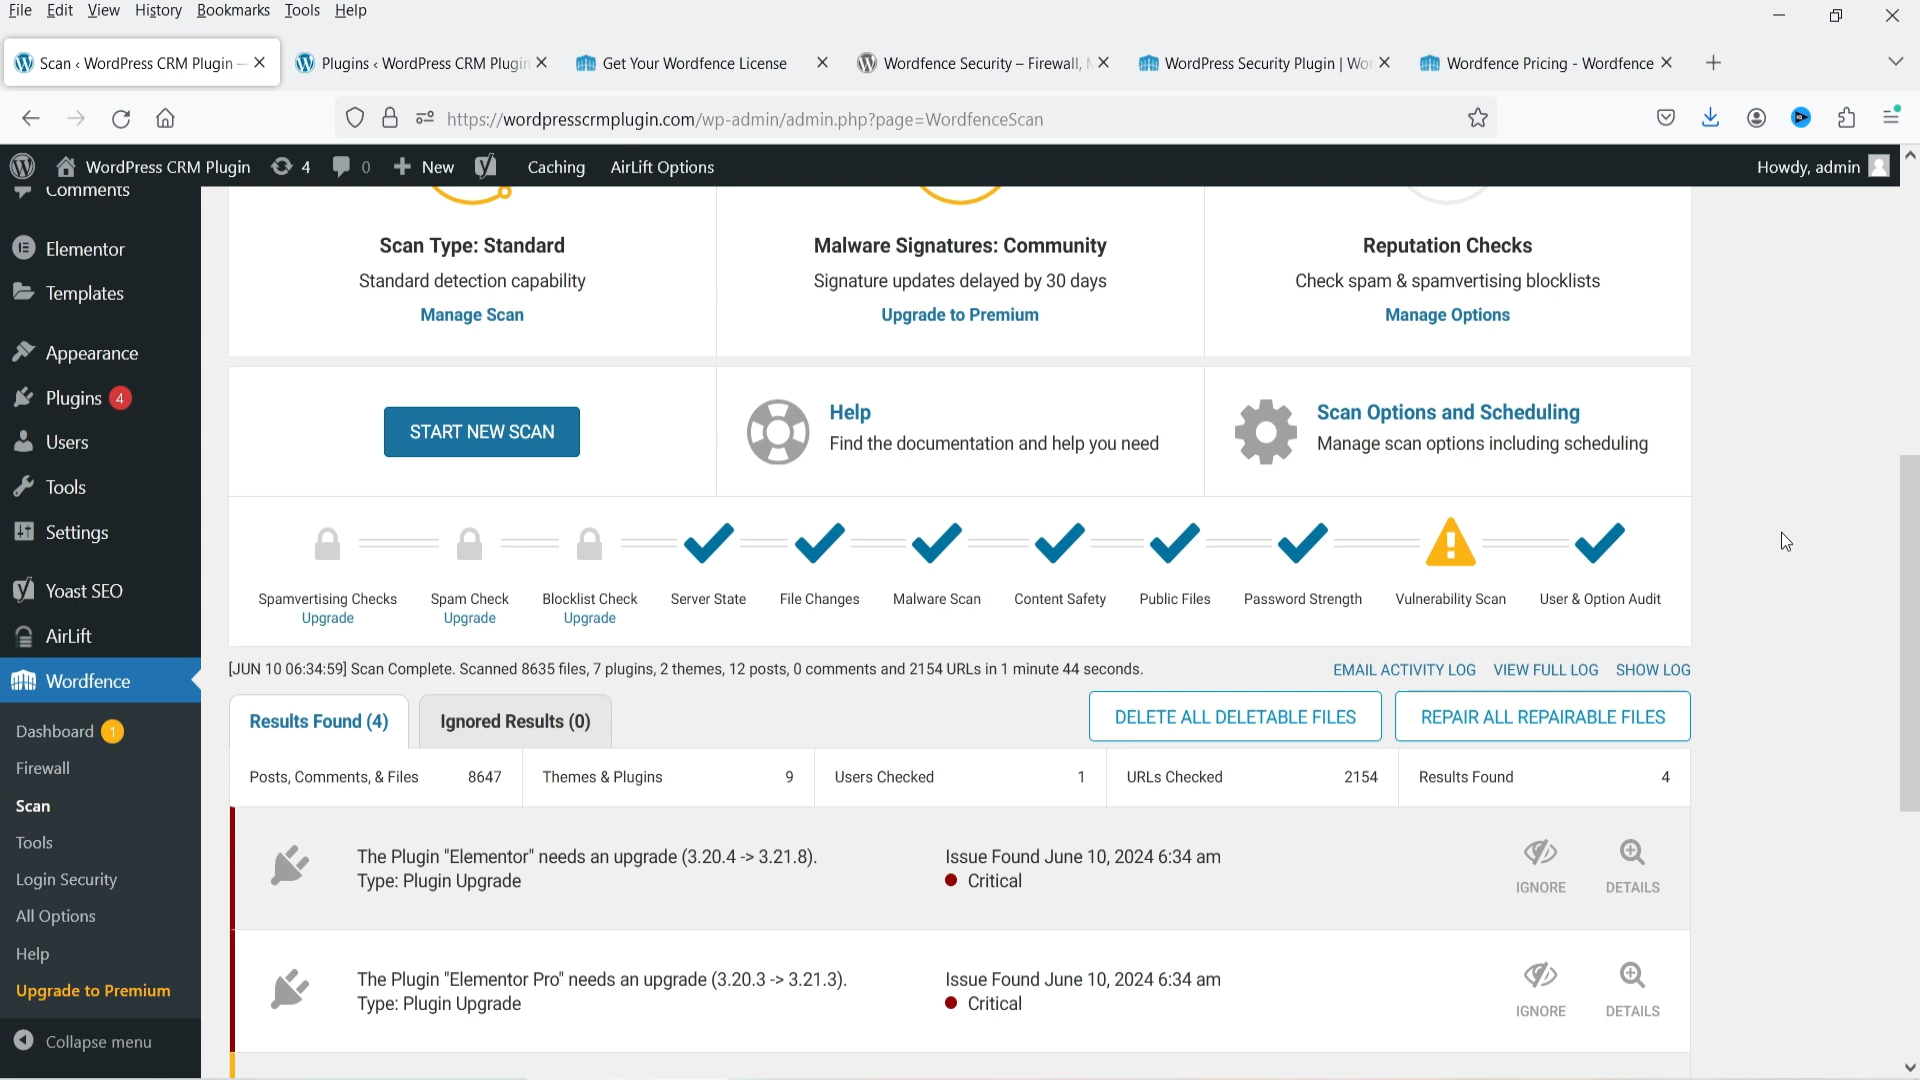 File Edit View History Bookmarks Tools Help
Scan ‹ WordPress CRM Plugin —
Plugins ‹ WordPress CRM Plugin
Get Your Wordfence License
Wordfence Security – Firewall,
WordPress Security Plugin | Wor
Wordfence Pricing - Wordfence
https://wordpresscrmplugin.com/wp-admin/admin.php?page=WordfenceScan
WordPress CRM Plugin 4 0 New Caching AirLift Options Howdy, admin
Comments
Elementor
Templates
Appearance
Plugins 4
Users
Tools
Settings
Yoast SEO
AirLift
Wordfence
Dashboard 1
Firewall
Scan
Tools
Login Security
All Options
Help
Upgrade to Premium
Collapse menu
Scan Type: Standard
Standard detection capability
Manage Scan
Malware Signatures: Community
Signature updates delayed by 30 days
Upgrade to Premium
Reputation Checks
Check spam & spamvertising blocklists
Manage Options
START NEW SCAN
Help
Find the documentation and help you need
Scan Options and Scheduling
Manage scan options including scheduling
Spamvertising Checks
Upgrade
Spam Check
Upgrade
Blocklist Check
Upgrade
Server State
File Changes
Malware Scan
Content Safety
Public Files
Password Strength
Vulnerability Scan
User & Option Audit
[JUN 10 06:34:59] Scan Complete. Scanned 8635 files, 7 plugins, 2 themes, 12 posts, 0 comments and 2154 URLs in 1 minute 44 seconds.
EMAIL ACTIVITY LOG VIEW FULL LOG SHOW LOG
Results Found (4)
Ignored Results (0)
DELETE ALL DELETABLE FILES
REPAIR ALL REPAIRABLE FILES
Posts, Comments, & Files 8647
Themes & Plugins 9
Users Checked 1
URLs Checked 2154
Results Found 4
The Plugin "Elementor" needs an upgrade (3.20.4 -> 3.21.8).
Type: Plugin Upgrade
Issue Found June 10, 2024 6:34 am
Critical
IGNORE
DETAILS
The Plugin "Elementor Pro" needs an upgrade (3.20.3 -> 3.21.3).
Type: Plugin Upgrade
Issue Found June 10, 2024 6:34 am
Critical
IGNORE
DETAILS